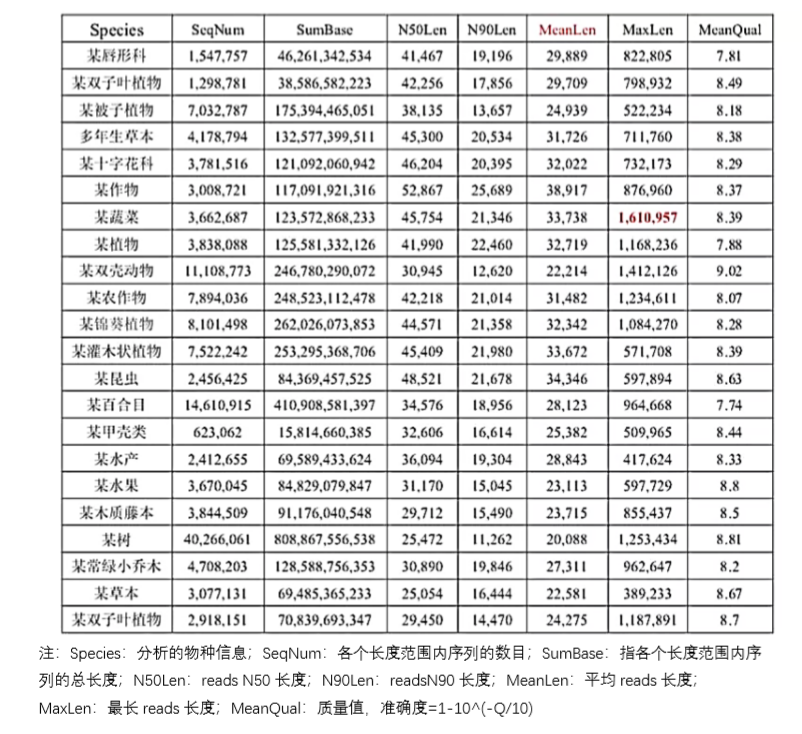 Species SeqNum SumBase N50Len N90Len MeanLen MaxLen MeanQual
某唇形科 1,547,757 46,261,342,534 41,467 19,196 29,889 822,805 7.81
某双子叶植物 1,298,781 38,586,582,223 42,256 17,856 29,709 798,932 8.49
某被子植物 7,032,787 175,394,465,051 38,135 13,657 24,939 522,234 8.18
多年生草本 4,178,794 132,577,399,511 45,300 20,534 31,726 711,760 8.38
某十字花科 3,781,516 121,092,060,942 46,204 20,395 32,022 732,173 8.29
某作物 3,008,721 117,091,921,316 52,867 25,689 38,917 876,960 8.37
某蔬菜 3,662,687 123,572,868,233 45,754 21,346 33,738 1,610,957 8.39
某植物 3,838,088 125,581,332,126 41,990 22,460 32,719 1,168,236 7.88
某双壳动物 11,108,773 246,780,290,072 30,945 12,620 22,214 1,412,126 9.02
某农作物 7,894,036 248,523,112,478 42,218 21,014 31,482 1,234,611 8.07
某锦葵植物 8,101,498 262,026,073,853 44,571 21,358 32,342 1,084,270 8.28
某灌木状植物 7,522,242 253,295,368,706 45,409 21,980 33,672 571,708 8.39
某昆虫 2,456,425 84,369,457,525 48,521 21,678 34,346 597,894 8.63
某百合目 14,610,915 410,908,581,397 34,576 18,956 28,123 964,668 7.74
某甲壳类 623,062 15,814,660,385 32,606 16,614 25,382 509,965 8.44
某水产 2,412,655 69,589,433,624 36,094 19,304 28,843 417,624 8.33
某水果 3,670,045 84,829,079,847 31,170 15,045 23,113 597,729 8.8
某木质藤本 3,844,509 91,176,040,548 29,712 15,490 23,715 855,437 8.5
某树 40,266,061 808,867,556,538 25,472 11,262 20,088 1,253,434 8.81
某常绿小乔木 4,708,203 128,588,756,353 30,890 19,846 27,311 962,647 8.2
某草本 3,077,131 69,485,365,233 25,054 16,444 22,581 389,233 8.67
某双子叶植物 2,918,151 70,839,693,347 29,450 14,470 24,275 1,187,891 8.7
注：Species：分析的物种信息；SeqNum：各个长度范围内序列的数目；SumBase：指各个长度范围内序
列的总长度；N50Len：reads N50 长度；N90Len：readsN90 长度；MeanLen：平均 reads 长度；
MaxLen：最长 reads 长度；MeanQual：质量值，准确度=1-10^(-Q/10)